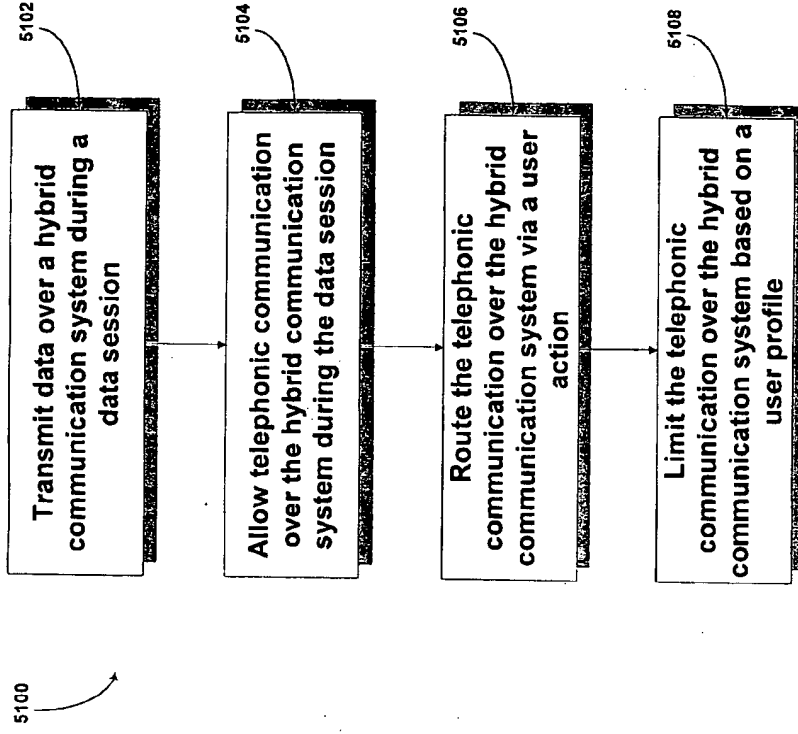 5100
5102
Transmit data over a hybrid
communication system during a
data session
5104
Allow telephonic communication
over the hybrid communication
system during the data session
5106
Route the telephonic
communication over the hybrid
communication system via a user
action
5108
Limit the telephonic
communication over the hybrid
communication system based on a
user profile